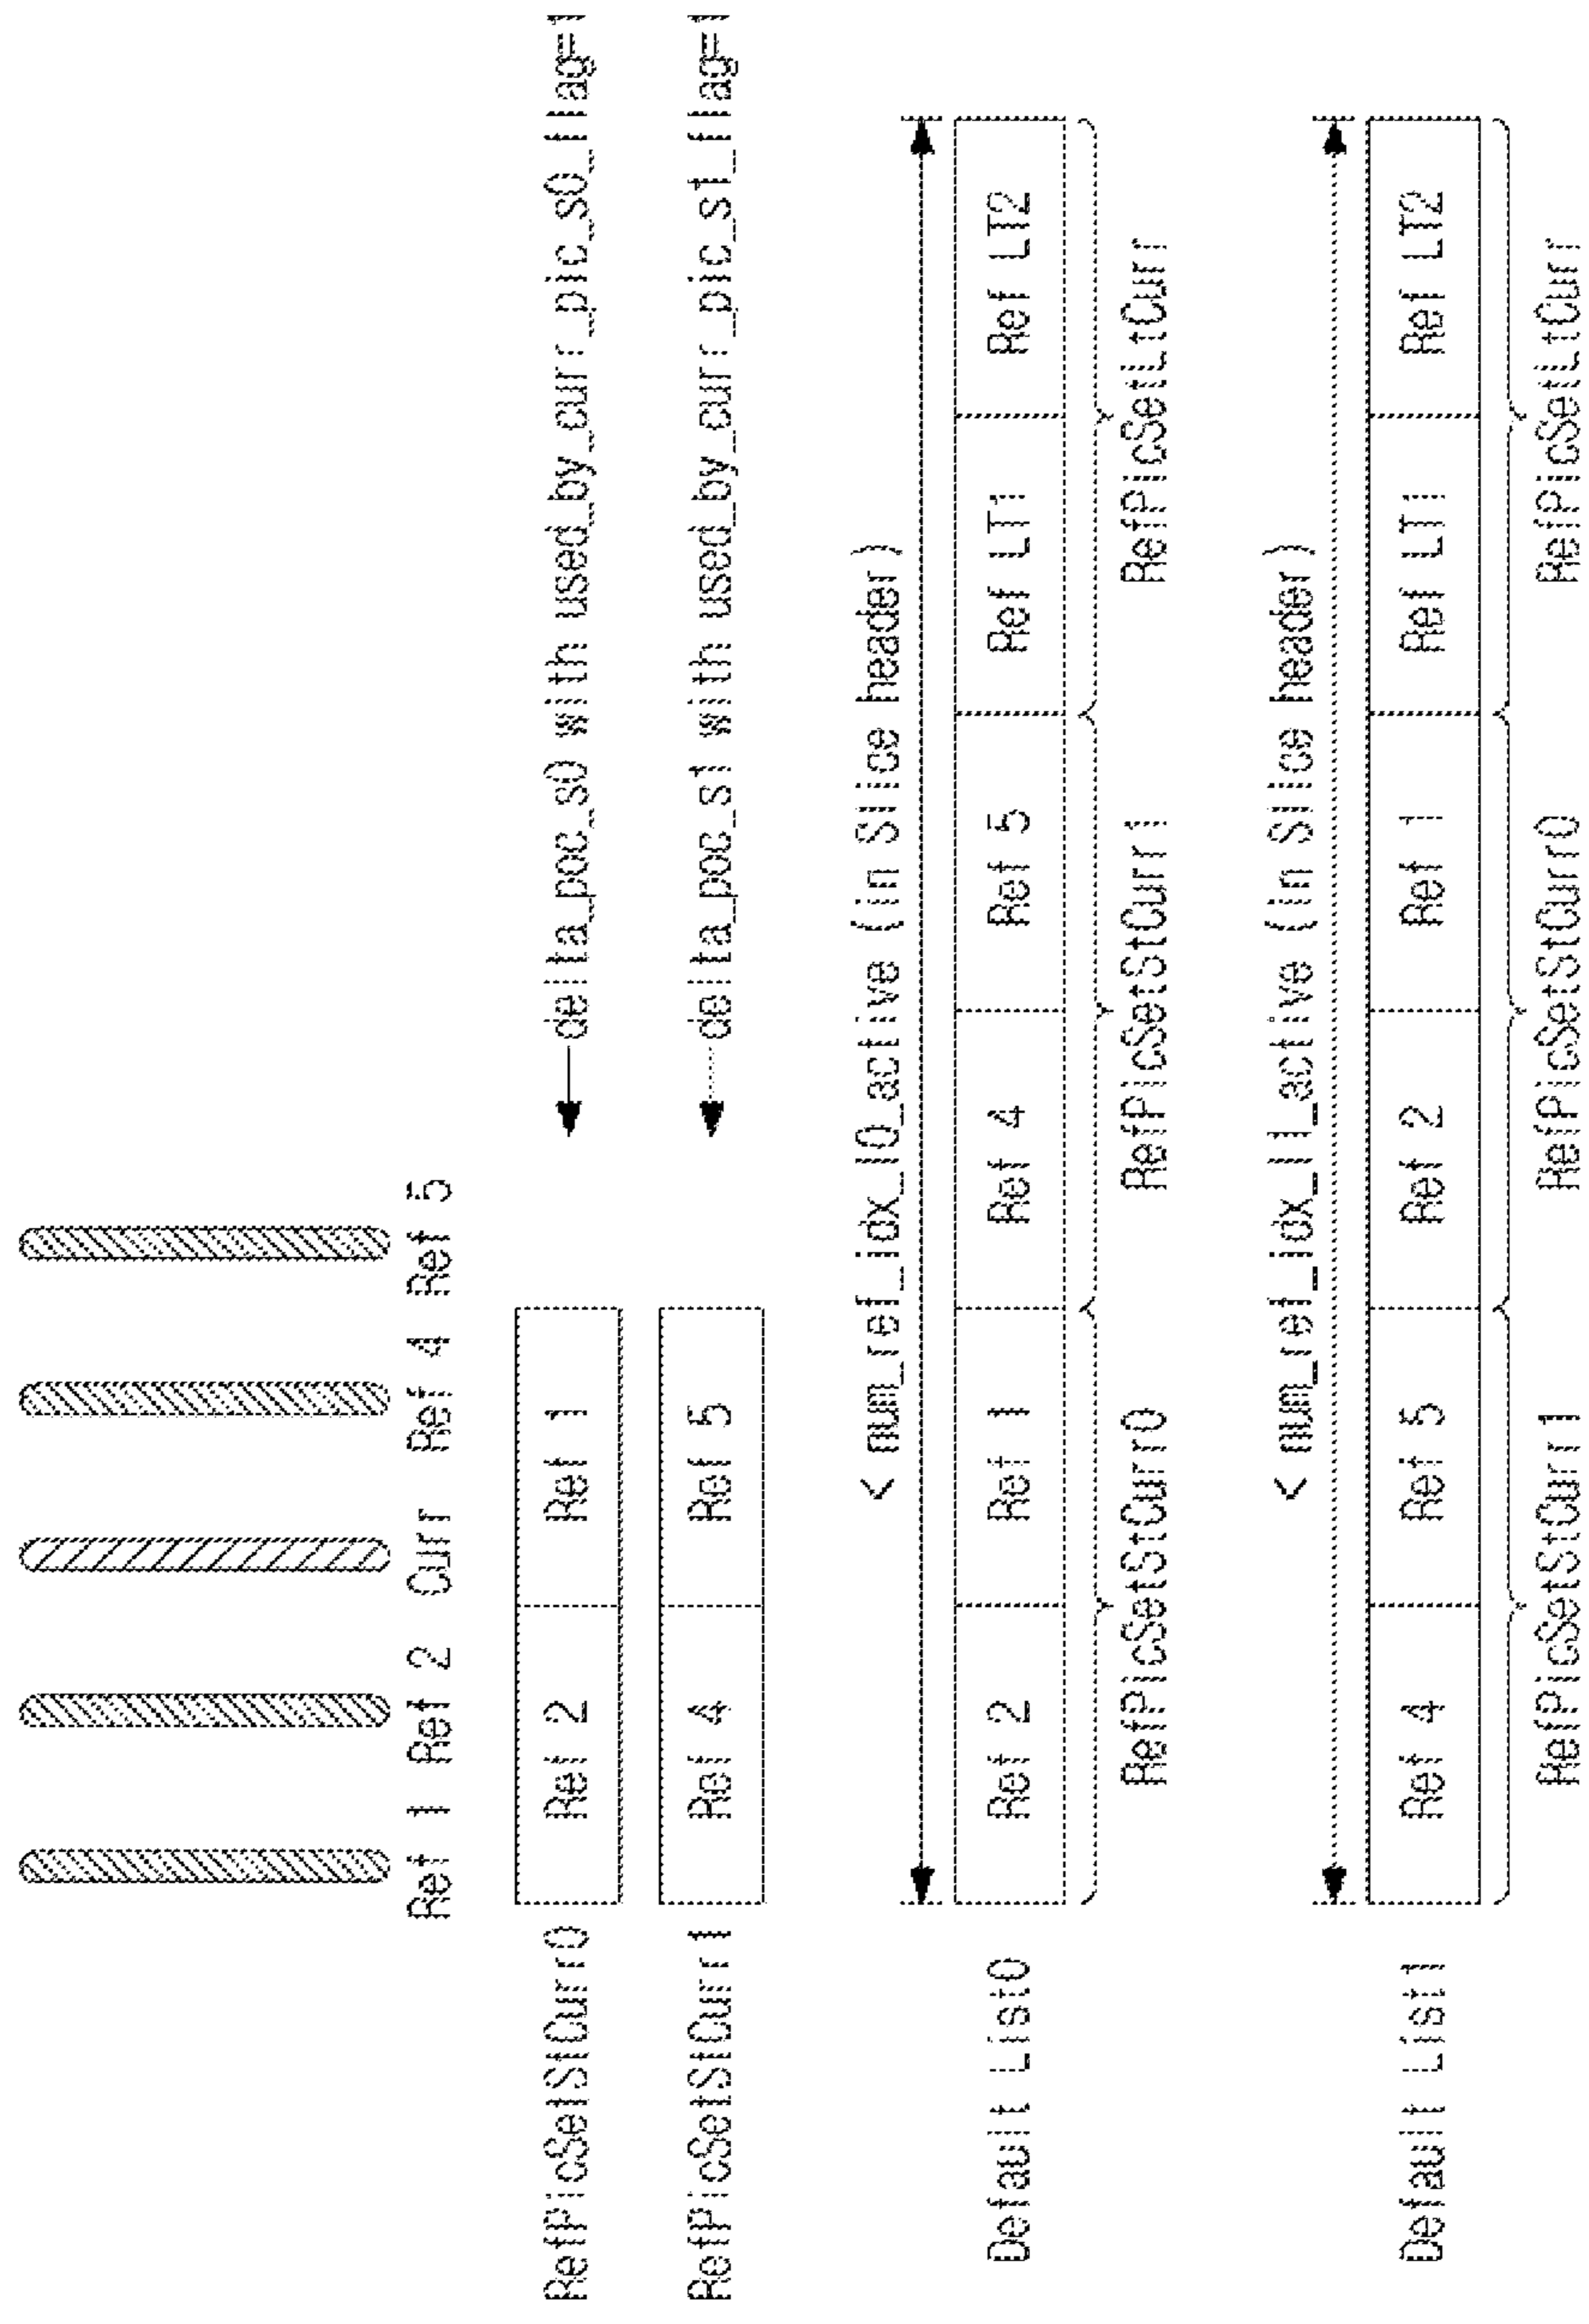 Ref 1 Ref 2 Curr Ref 4 Ref 5
RefPicSetStCurr0 Ref 2 Ref 1 delta_poc_s0 with used_by_curr_pic_s0_flag=1
RefPicSetStCurr1 Ref 4 Ref 5 delta_poc_s1 with used_by_curr_pic_s1_flag=1
< num_ref_idx_l0_active (in Slice header)
Default List0 Ref 2 Ref 1 Ref 4 Ref 5 Ref LT1 Ref LT2
RefPicSetStCurr0 RefPicSetStCurr1 RefPicSetLtCurr
< num_ref_idx_l1_active (in Slice header)
Default List1 Ref 4 Ref 5 Ref 2 Ref 1 Ref LT1 Ref LT2
RefPicSetStCurr1 RefPicSetStCurr0 RefPicSetLtCurr